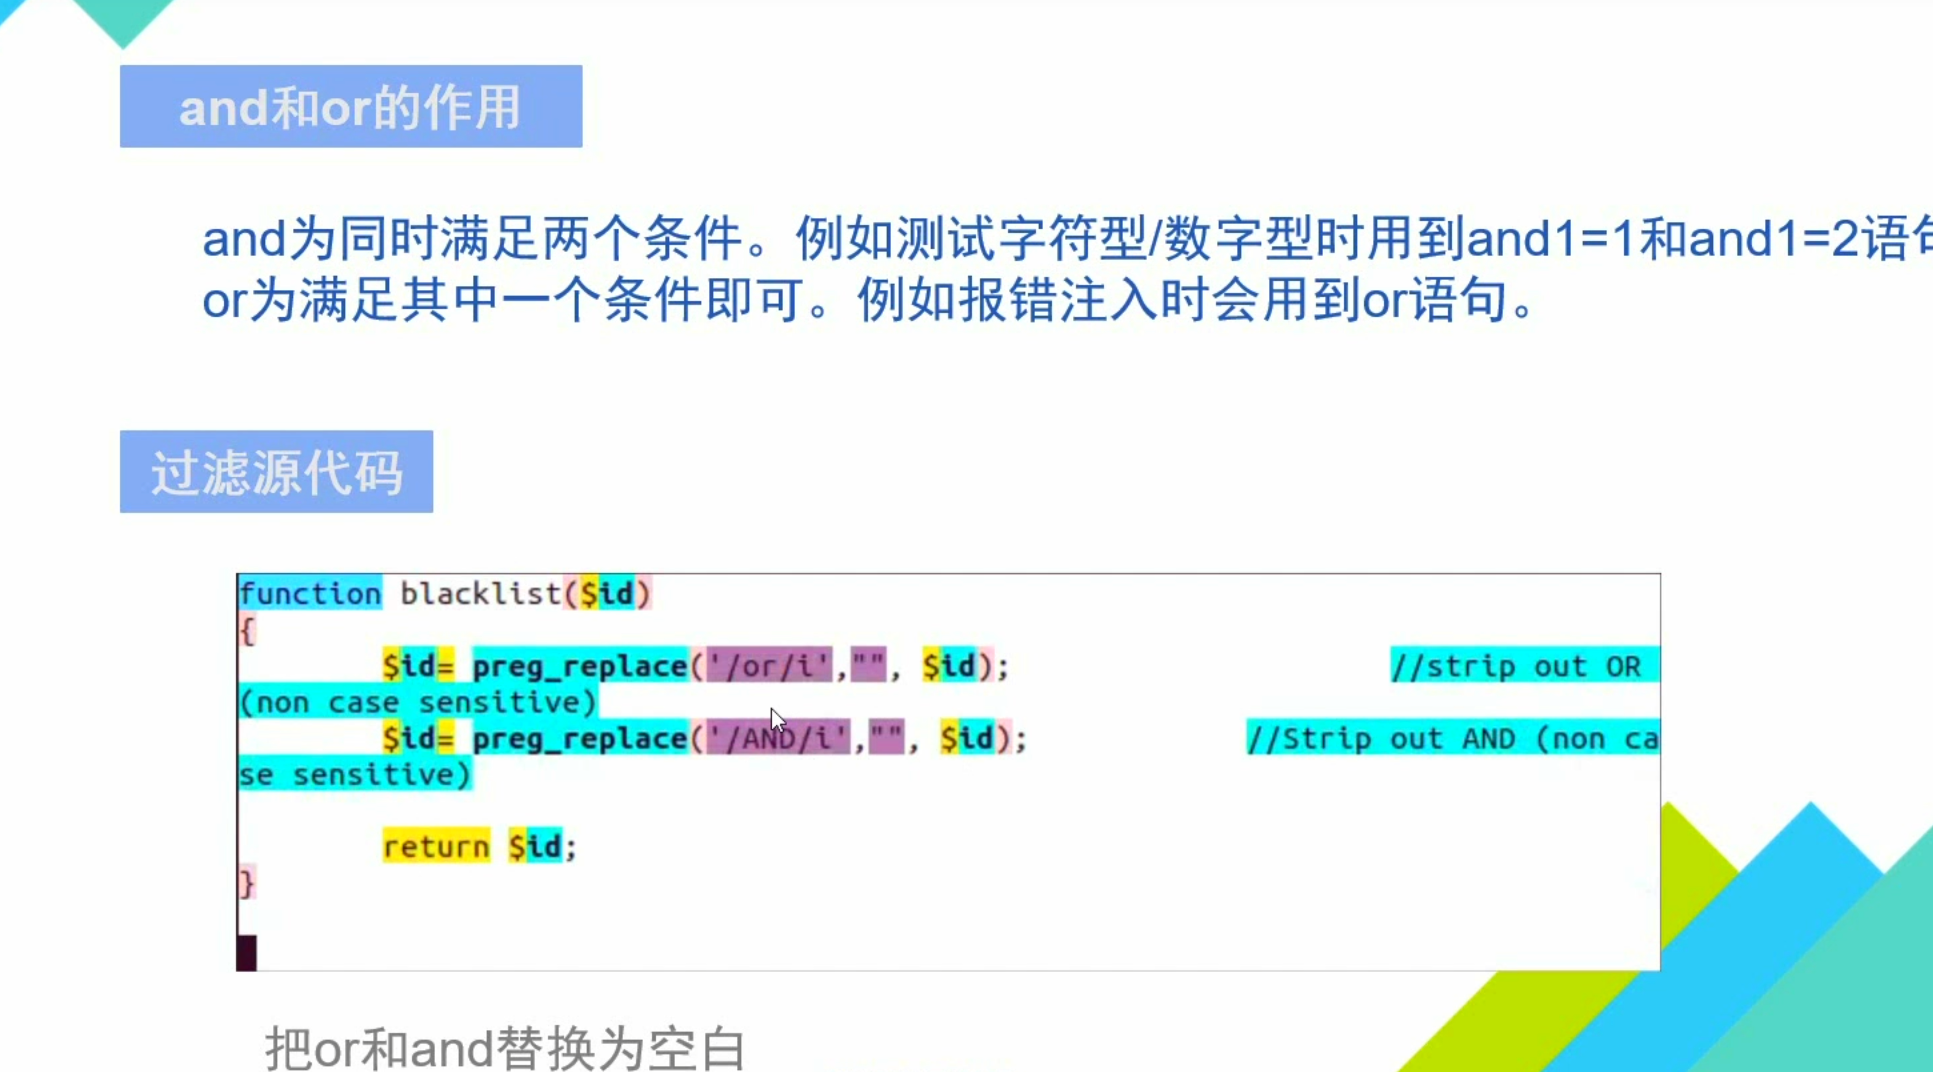 and和or的作用
and为同时满足两个条件。例如测试字符型/数字型时用到and1=1和and1=2语
or为满足其中一个条件即可。例如报错注入时会用到or语句。
过滤源代码
function blacklist($id)
{
$id= preg_replace('/or/i',"", $id); //strip out OR
(non case sensitive)
$id= preg_replace('/AND/i',"", $id); //Strip out AND (non ca
se sensitive)
return $id;
}
把or和and替换为空白